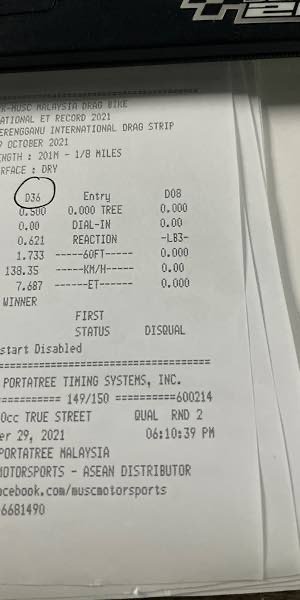 K-MUSC MALAYSIA DRAG BIKE
ATIONAL ET RECORD 2021
ERENGGANU INTERNATIONAL DRAG STRIP
OCTOBER 2021
NGTH : 201M - 1/8 MILES
RFACE : DRY
D36 Entry D08
0.500 0.000 TREE 0.000
0.00 DIAL-IN 0.00
0.621 REACTION -LB3-
1.733 -----60FT----- 0.000
138.35 -----KM/H----- 0.00
7.687 ------ET------ 0.000
WINNER
FIRST
STATUS DISQUAL
start Disabled
================================
PORTATREE TIMING SYSTEMS, INC.
========== 149/150 ==========600214
0cc TRUE STREET QUAL RND 2
er 29, 2021 06:10:39 PM
PORTATREE MALAYSIA
MOTORSPORTS - ASEAN DISTRIBUTOR
acebook.com/muscmotorsports
6681490